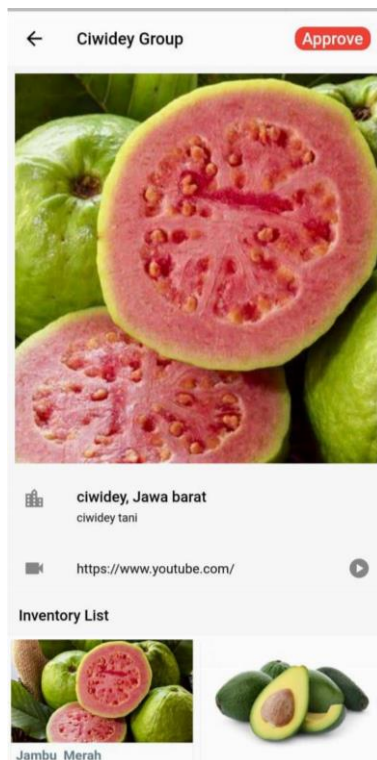 Ciwidey Group
Approve
ciwidey, Jawa barat
ciwidey tani
https://www.youtube.com/
Inventory List
Jambu Merah